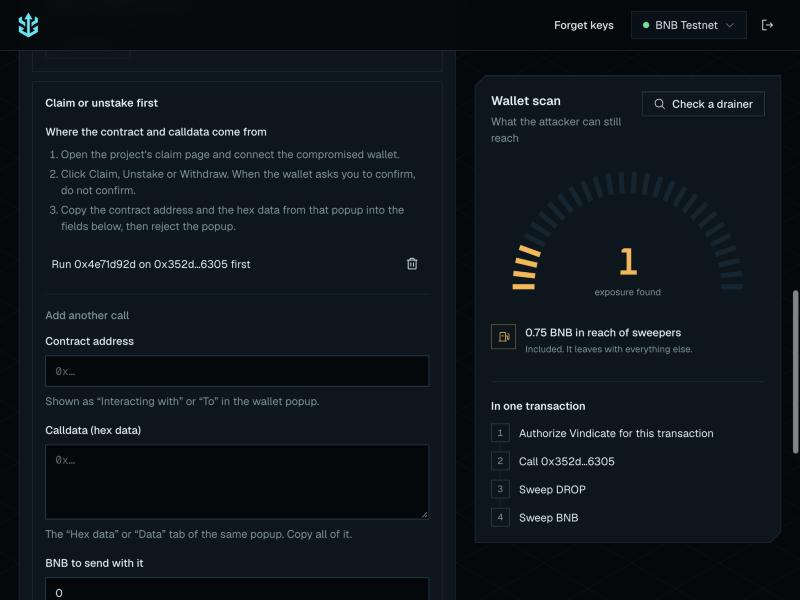 Forget keys
BNB Testnet
Claim or unstake first
Where the contract and calldata come from
1. Open the project's claim page and connect the compromised wallet.
2. Click Claim, Unstake or Withdraw. When the wallet asks you to confirm,
do not confirm.
3. Copy the contract address and the hex data from that popup into the
fields below, then reject the popup.
Run 0x4e71d92d on 0x352d…6305 first
Add another call
Contract address
0x…
Shown as “Interacting with” or “To” in the wallet popup.
Calldata (hex data)
0x…
The “Hex data” or “Data” tab of the same popup. Copy all of it.
BNB to send with it
0
Wallet scan
Check a drainer
What the attacker can still
reach
1
exposure found
0.75 BNB in reach of sweepers
Included. It leaves with everything else.
In one transaction
1 Authorize Vindicate for this transaction
2 Call 0x352d…6305
3 Sweep DROP
4 Sweep BNB